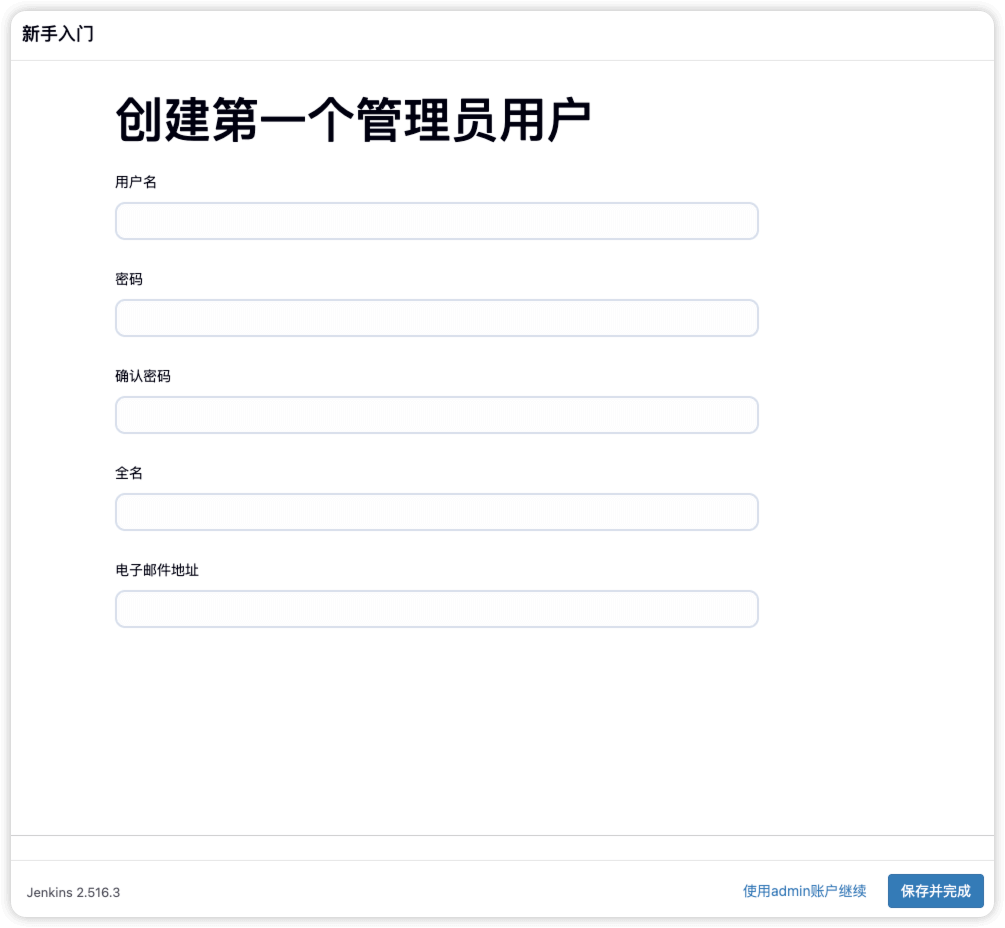 新手入门
创建第一个管理员用户
用户名
密码
确认密码
全名
电子邮件地址
Jenkins 2.516.3
使用admin账户继续
保存并完成